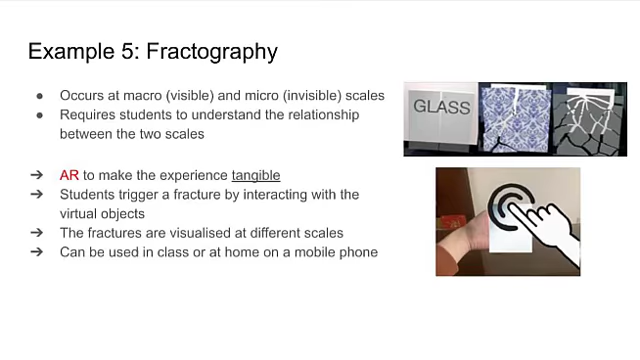 Example 5: Fractography
● Occurs at macro (visible) and micro (invisible) scales
● Requires students to understand the relationship
between the two scales
➔ AR to make the experience tangible
➔ Students trigger a fracture by interacting with the
virtual objects
➔ The fractures are visualised at different scales
➔ Can be used in class or at home on a mobile phone
GLASS